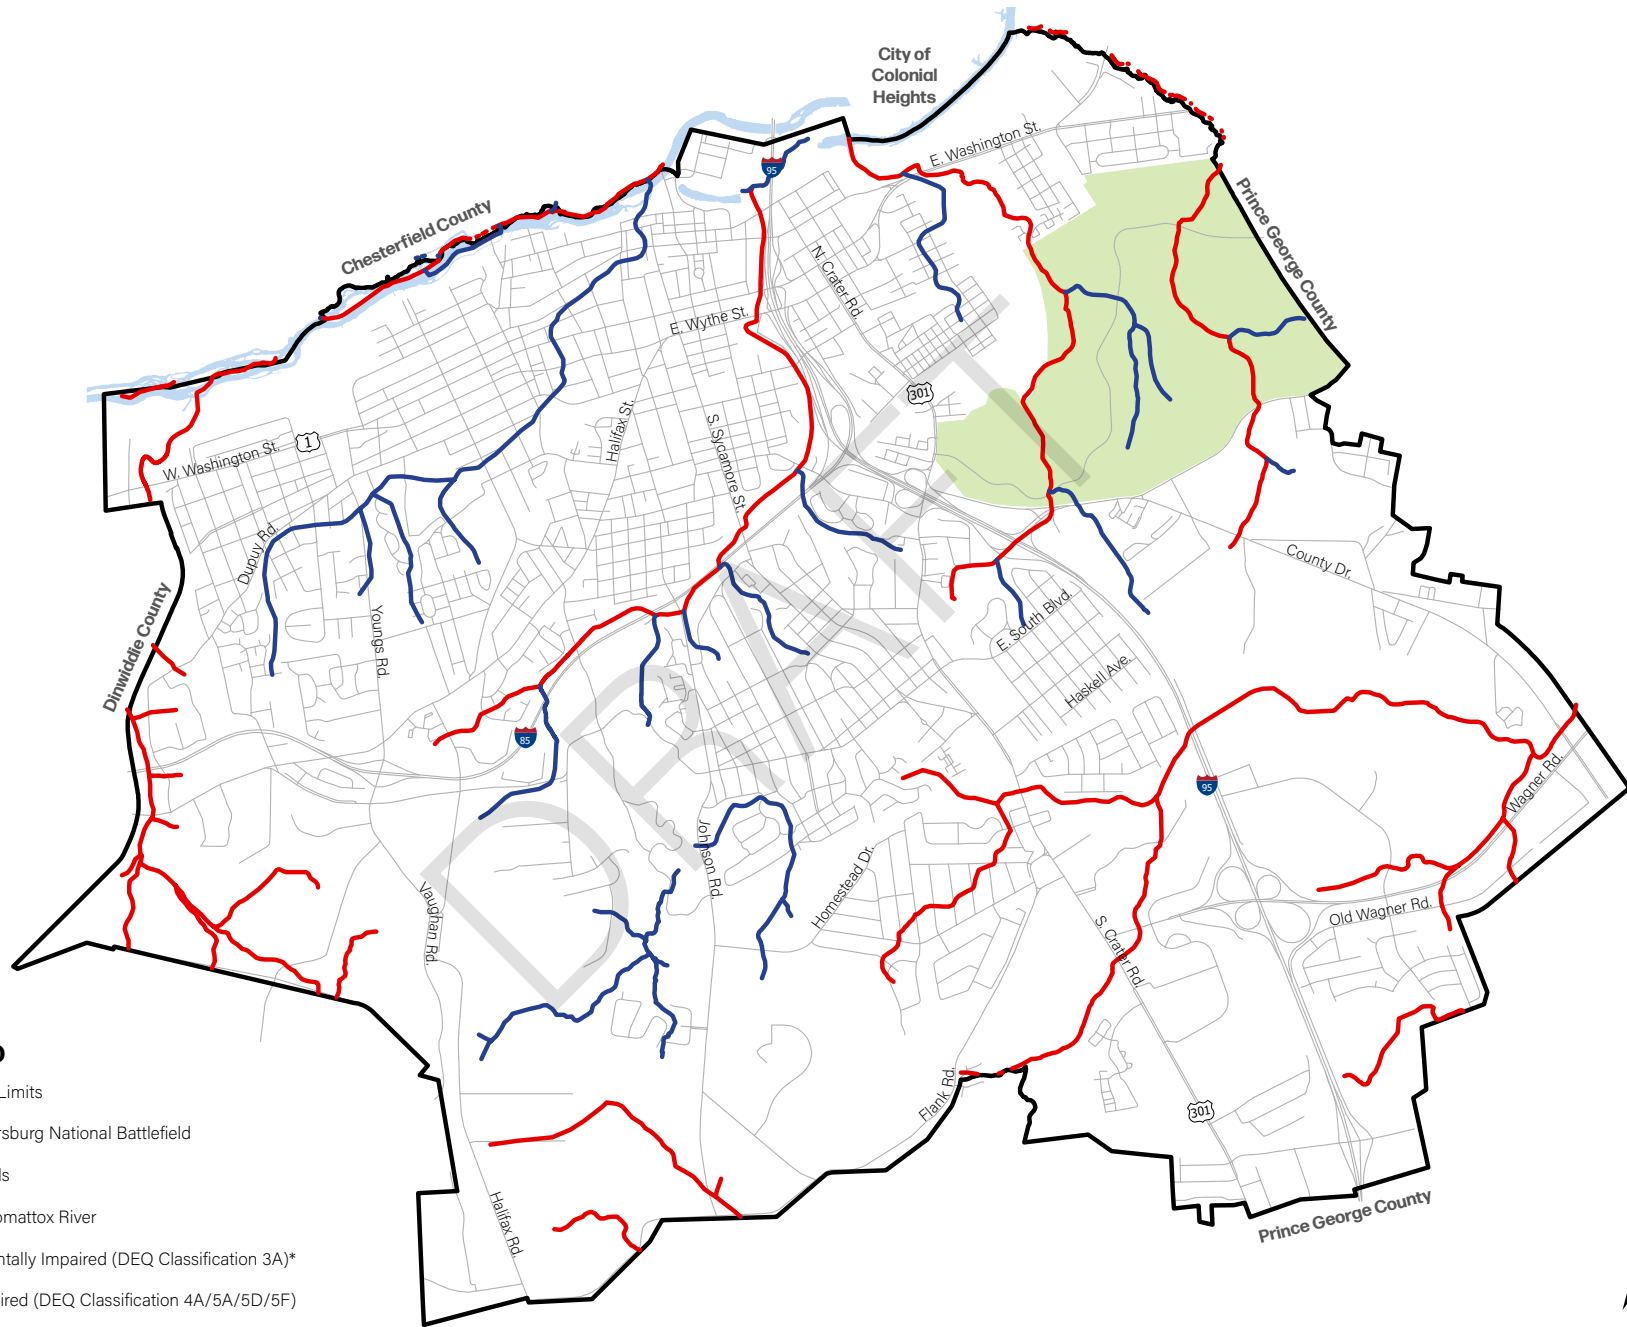 City of
Colonial
Heights
E. Washington St.
95
Chesterfield County
Prince George County
N. Crater Rd.
E. Wythe St.
301
Halifax St.
S. Sycamore St.
1
W. Washington St.
Dupuy Rd.
County Dr.
Dinwiddie County
Youngs Rd.
E. South Blvd.
Haskell Ave.
DRAFT
85
95
Wagner Rd.
Johnson Rd.
Homestead Dr.
Vaughan Rd.
Old Wagner Rd.
S. Crater Rd.
Flank Rd.
301
Halifax Rd.
Prince George County
Limits
rsburg National Battlefield
ls
omattox River
ntally Impaired (DEQ Classification 3A)*
ired (DEQ Classification 4A/5A/5D/5F)